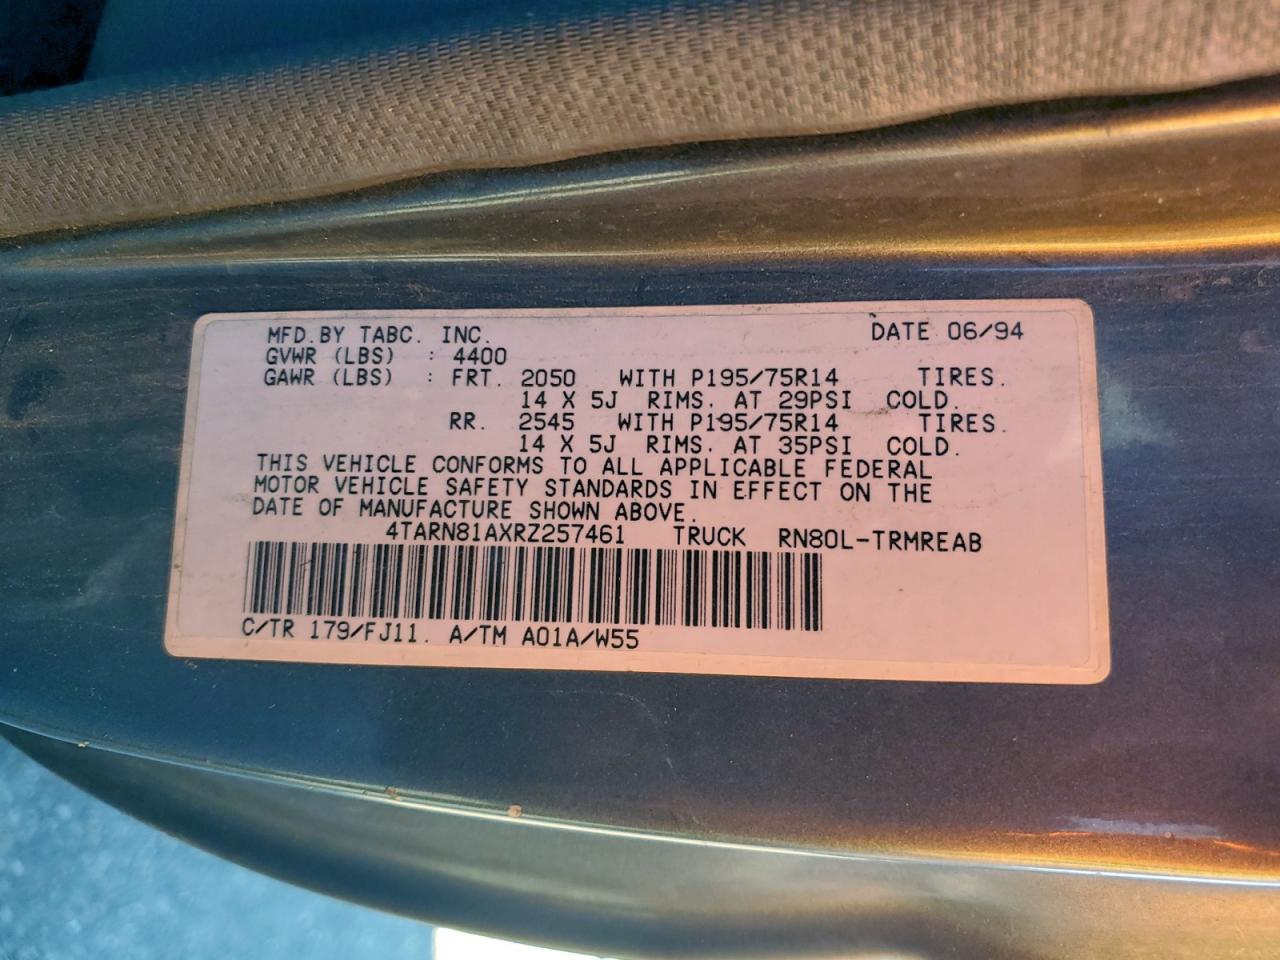 MFD.BY TABC. INC. DATE 06/94
GVWR (LBS) : 4400
GAWR (LBS) : FRT. 2050 WITH P195/75R14 TIRES.
14 X 5J RIMS. AT 29PSI COLD.
RR. 2545 WITH P195/75R14 TIRES.
14 X 5J RIMS. AT 35PSI COLD.
THIS VEHICLE CONFORMS TO ALL APPLICABLE FEDERAL
MOTOR VEHICLE SAFETY STANDARDS IN EFFECT ON THE
DATE OF MANUFACTURE SHOWN ABOVE.
4TARN81AXRZ257461 TRUCK RN80L-TRMREAB
C/TR 179/FJ11. A/TM A01A/W55